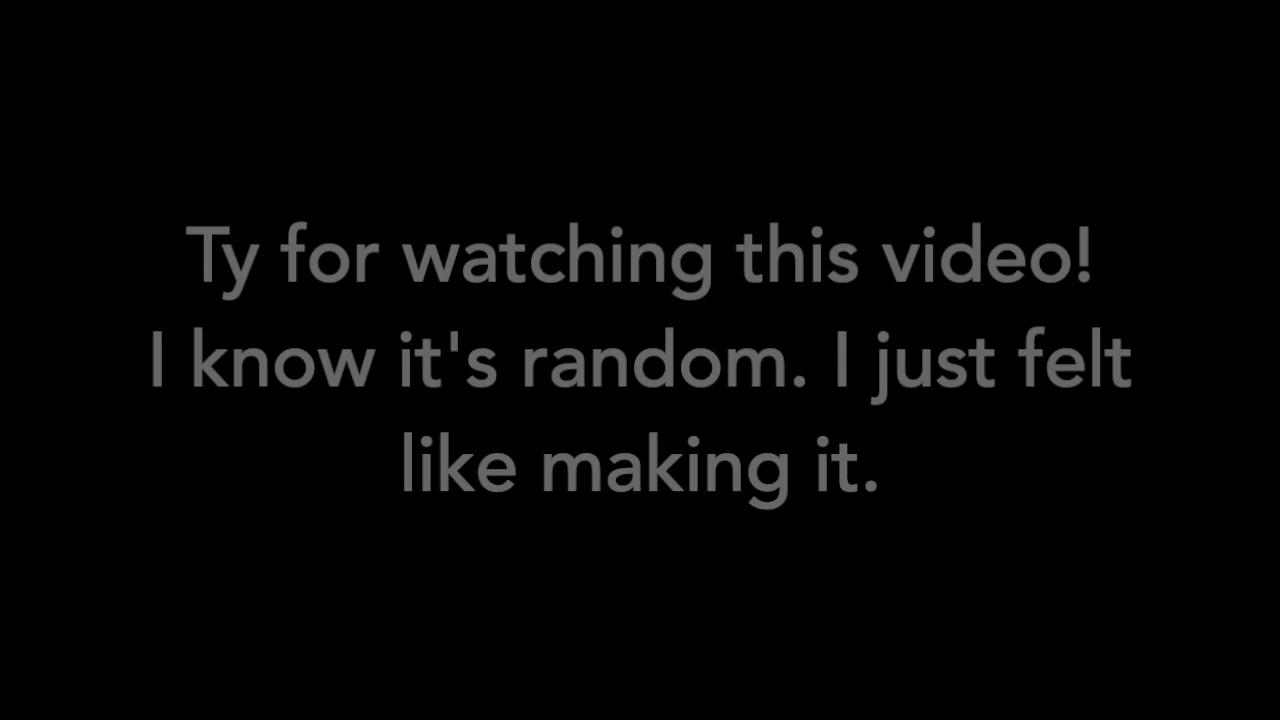 Ty for watching this video!
I know it's random. I just felt
like making it.